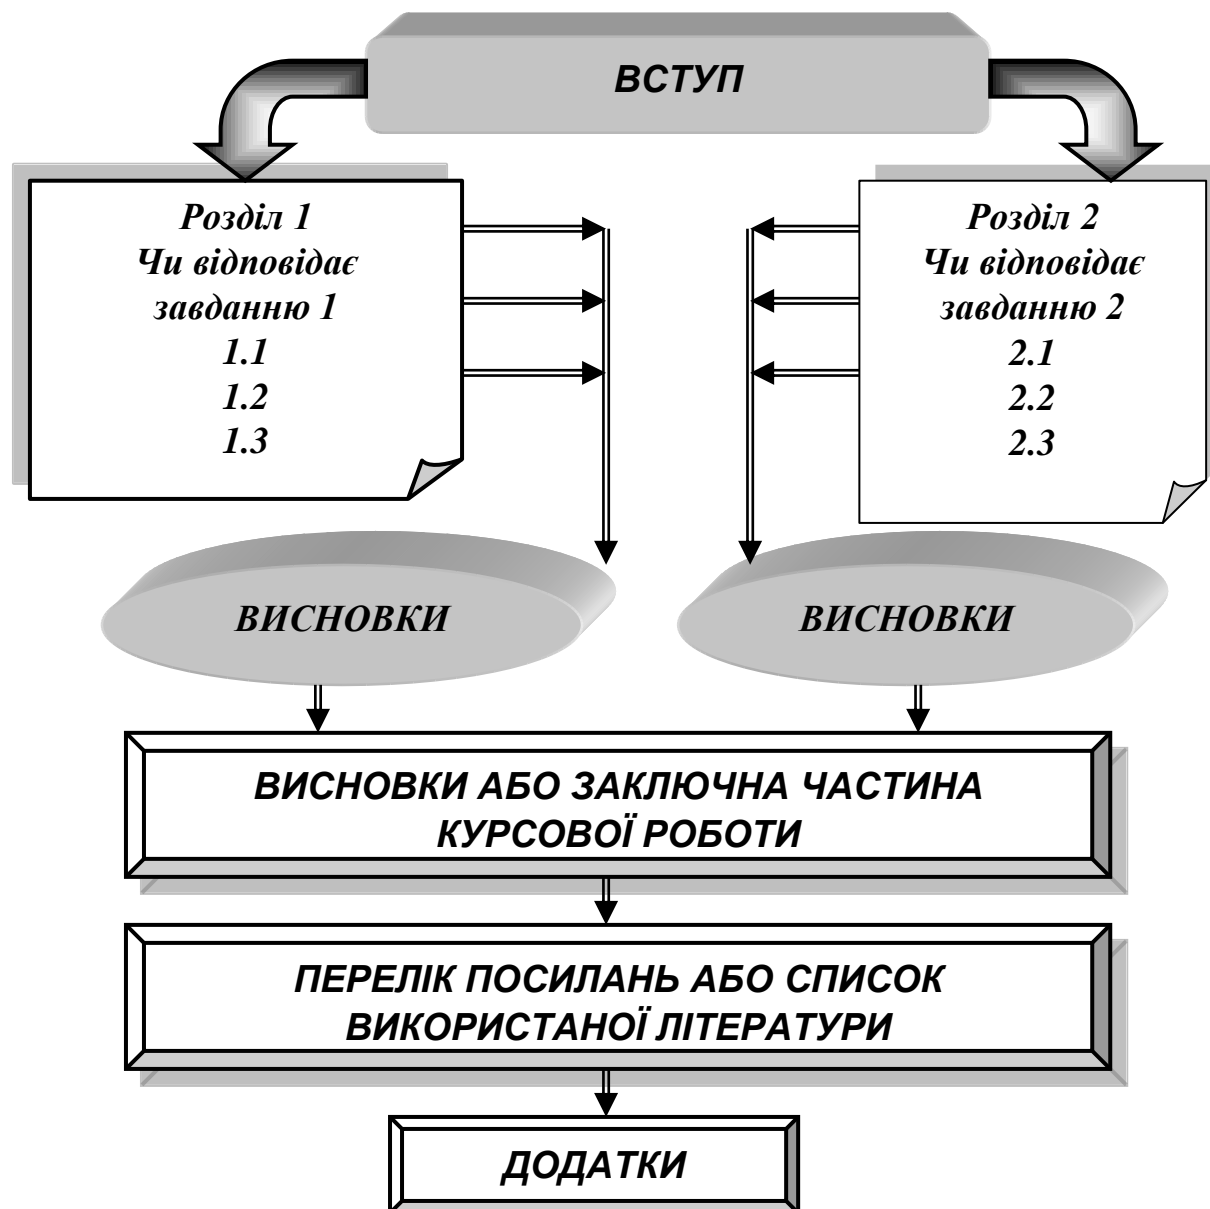 ВСТУП
Розділ 1
Чи відповідає
завданню 1
1.1
1.2
1.3
Розділ 2
Чи відповідає
завданню 2
2.1
2.2
2.3
ВИСНОВКИ
ВИСНОВКИ
ВИСНОВКИ АБО ЗАКЛЮЧНА ЧАСТИНА
КУРСОВОЇ РОБОТИ
ПЕРЕЛІК ПОСИЛАНЬ АБО СПИСОК
ВИКОРИСТАНОЇ ЛІТЕРАТУРИ
ДОДАТКИ